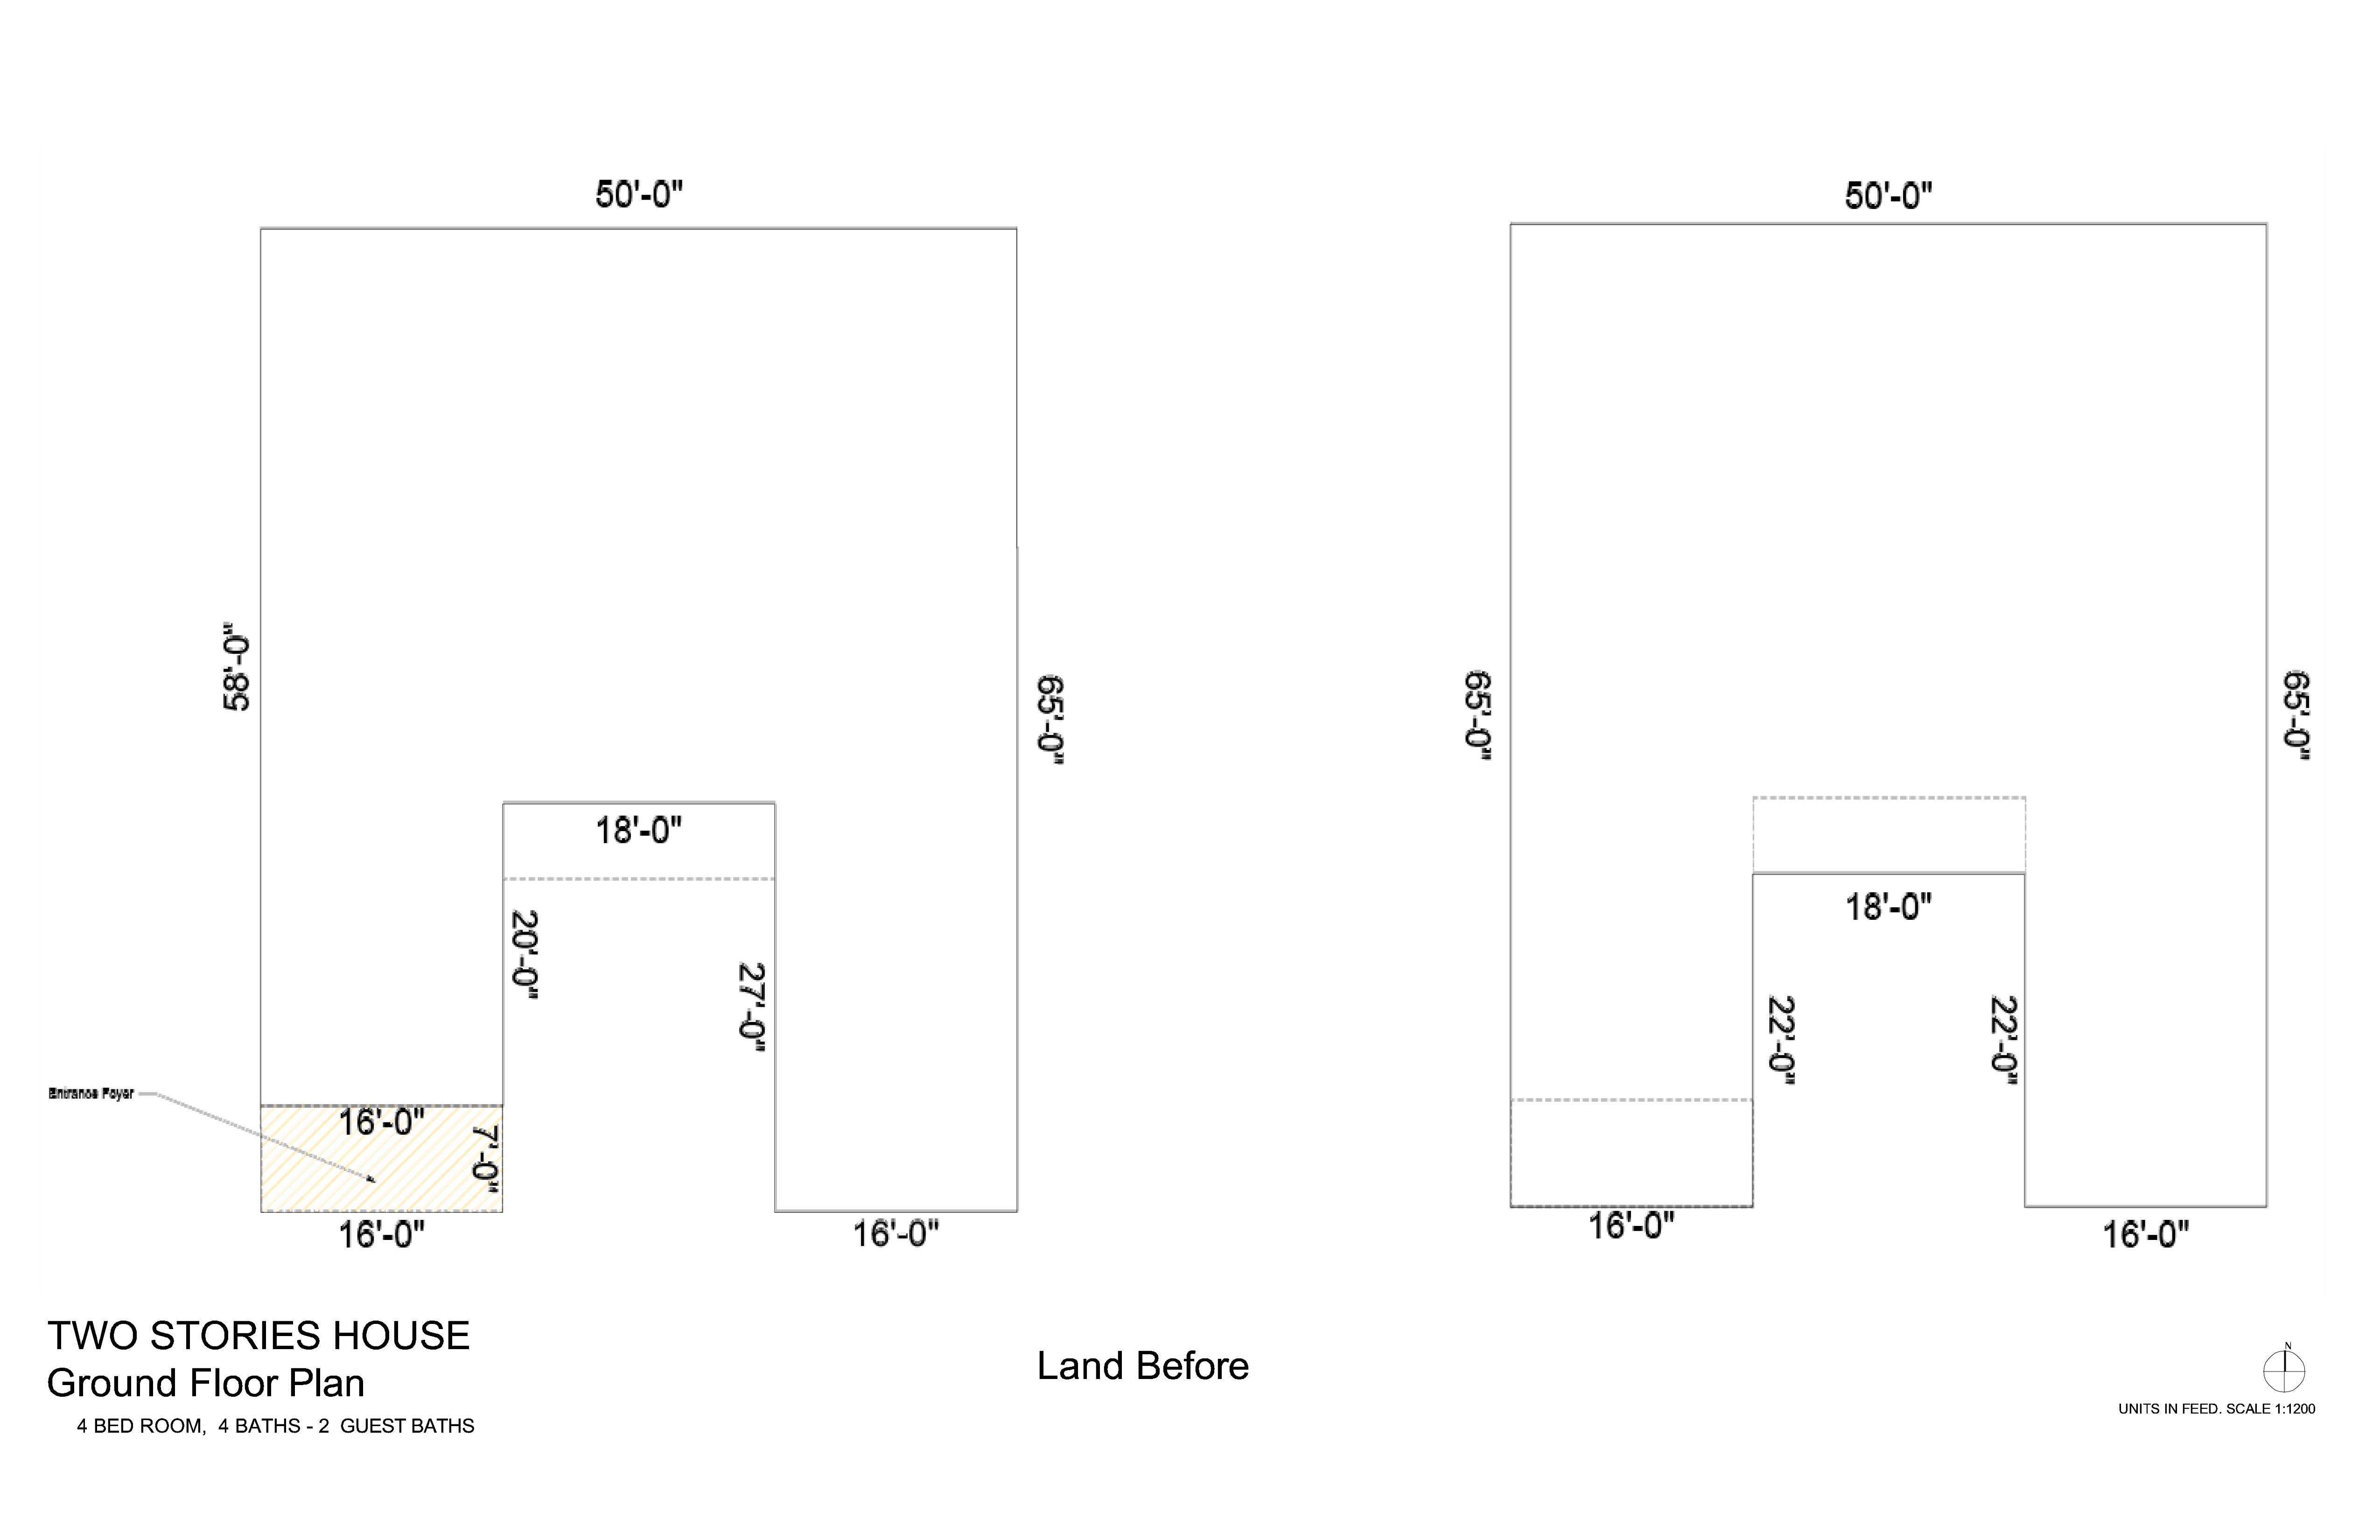 50'-0"
50'-0"
58'-0"
65'-0"
65'-0"
65'-0"
18'-0"
18'-0"
20'-0"
27'-0"
22'-0"
22'-0"
Entrance Foyer
16'-0"
7'-0"
16'-0"
16'-0"
16'-0"
16'-0"
TWO STORIES HOUSE
Ground Floor Plan
4 BED ROOM, 4 BATHS - 2 GUEST BATHS
Land Before
N
UNITS IN FEED. SCALE 1:1200